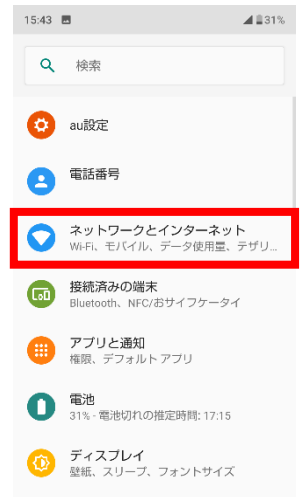 15:43 31%
検索
au設定
電話番号
ネットワークとインターネット
Wi-Fi、モバイル、データ使用量、テザリ...
接続済みの端末
Bluetooth、NFC/おサイフケータイ
アプリと通知
権限、デフォルト アプリ
電池
31% - 電池切れの推定時間: 17:15
ディスプレイ
壁紙、スリープ、フォントサイズ